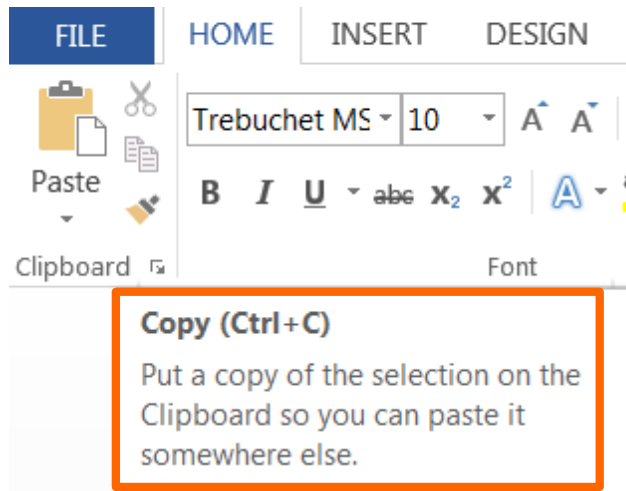 FILE HOME INSERT DESIGN
Trebuchet MS 10 A A
Paste
B I U abc X₂ X² A
Clipboard Font
Copy (Ctrl+C)
Put a copy of the selection on the
Clipboard so you can paste it
somewhere else.